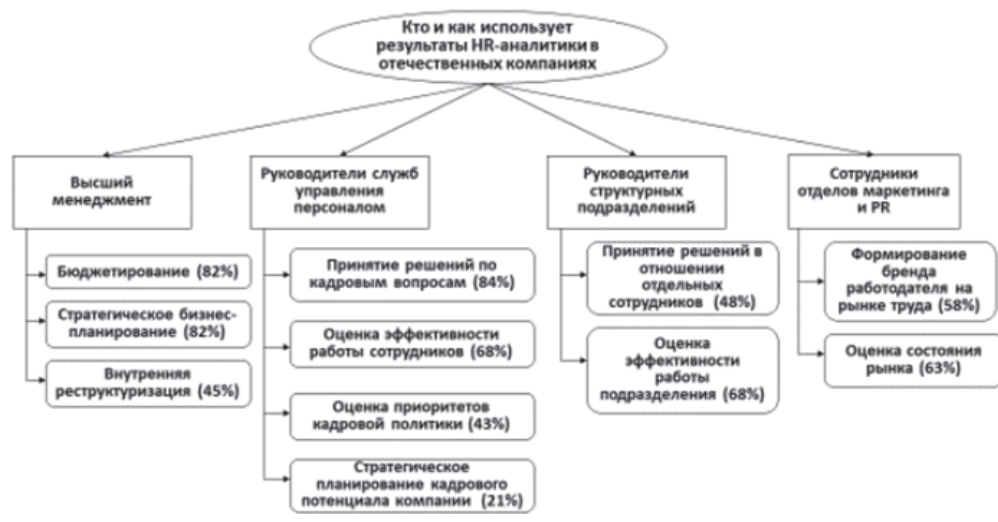 Кто и как использует
результаты HR-аналитики в
отечественных компаниях
Высший
менеджмент
Бюджетирование (82%)
Стратегическое бизнес-
планирование (82%)
Внутренняя
реструктуризация (45%)
Руководители служб
управления
персоналом
Принятие решений по
кадровым вопросам (84%)
Оценка эффективности
работы сотрудников (68%)
Оценка приоритетов
кадровой политики (43%)
Стратегическое
планирование кадрового
потенциала компании (21%)
Руководители
структурных
подразделений
Принятие решений в
отношении
отдельных
сотрудников (48%)
Оценка
эффективности
работы
подразделения (68%)
Сотрудники
отделов маркетинга
и PR
Формирование
бренда
работодателя на
рынке труда (58%)
Оценка состояния
рынка (63%)